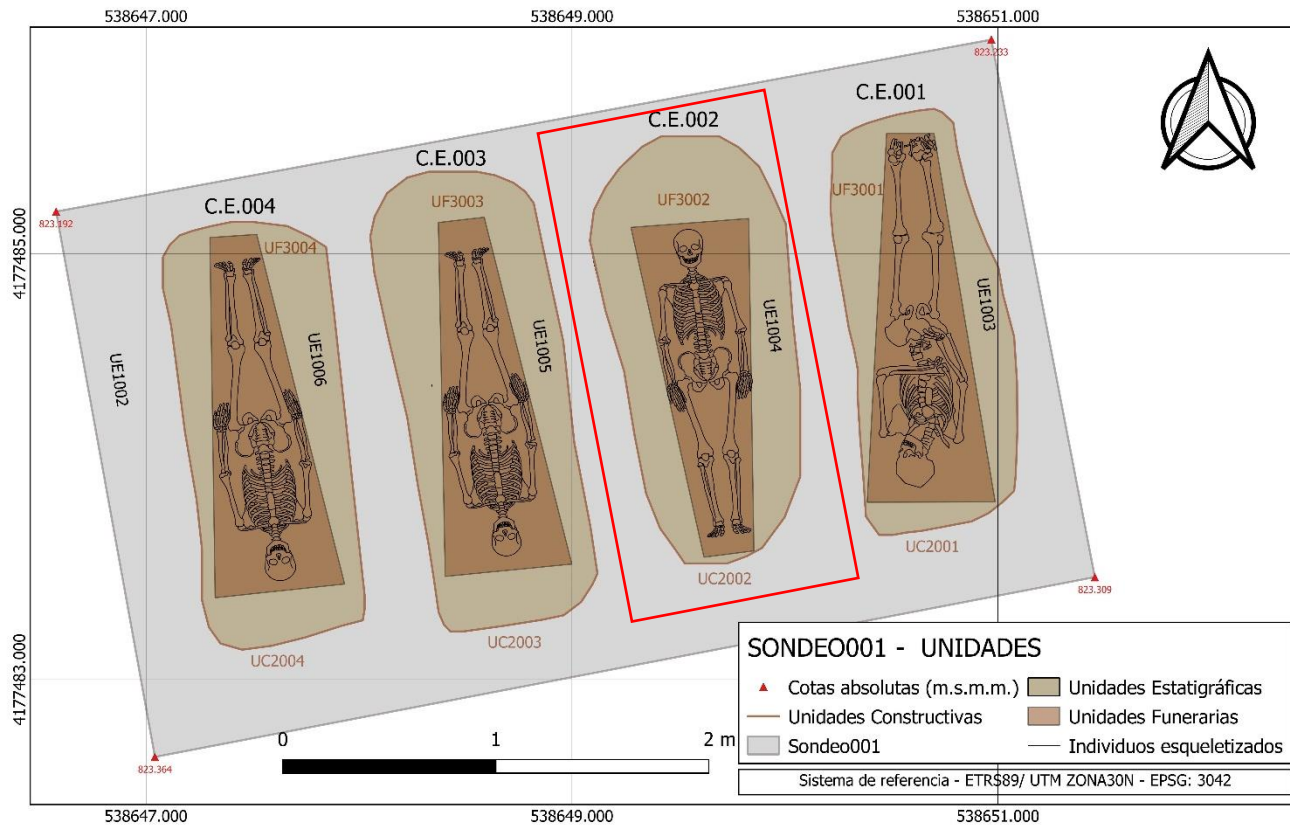 538647.000 538649.000 538651.000
823.233
C.E.001
C.E.002
C.E.003
C.E.004
823.192
UF3001
UF3002
UF3003
UF3004
4177485.000
UE1002
UE1006
UE1005
UE1004
UE1003
UC2001
UC2002
UC2003
UC2004
823.309
4177483.000
823.364
0 1 2 m
SONDEO001 - UNIDADES
Cotas absolutas (m.s.m.m.)
Unidades Constructivas
Sondeo001
Unidades Estatigráficas
Unidades Funerarias
Individuos esqueletizados
Sistema de referencia - ETRS89/ UTM ZONA30N - EPSG: 3042
538647.000 538649.000 538651.000